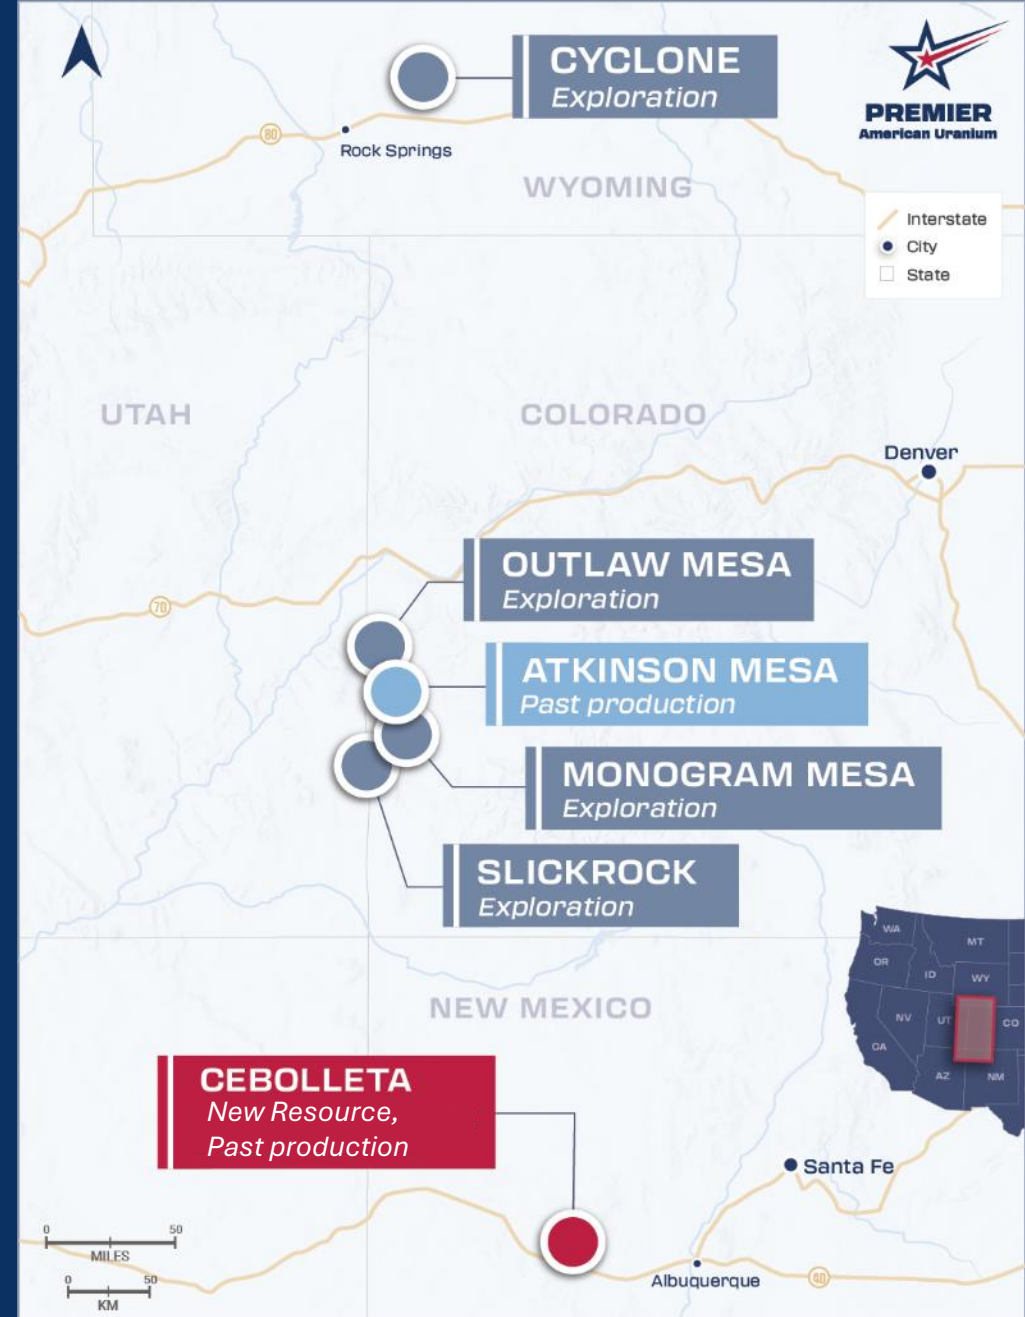 CYCLONE
Exploration
PREMIER
American Uranium
80
Rock Springs
WYOMING
Interstate
City
State
UTAH
COLORADO
Denver
OUTLAW MESA
Exploration
70
ATKINSON MESA
Past production
MONOGRAM MESA
Exploration
SLICKROCK
Exploration
WA
MT
OR
ID
WY
NV
UT
CO
CA
AZ
NM
NEW MEXICO
CEBOLLETA
New Resource,
Past production
Santa Fe
0 50
MILES
0 50
KM
Albuquerque
40